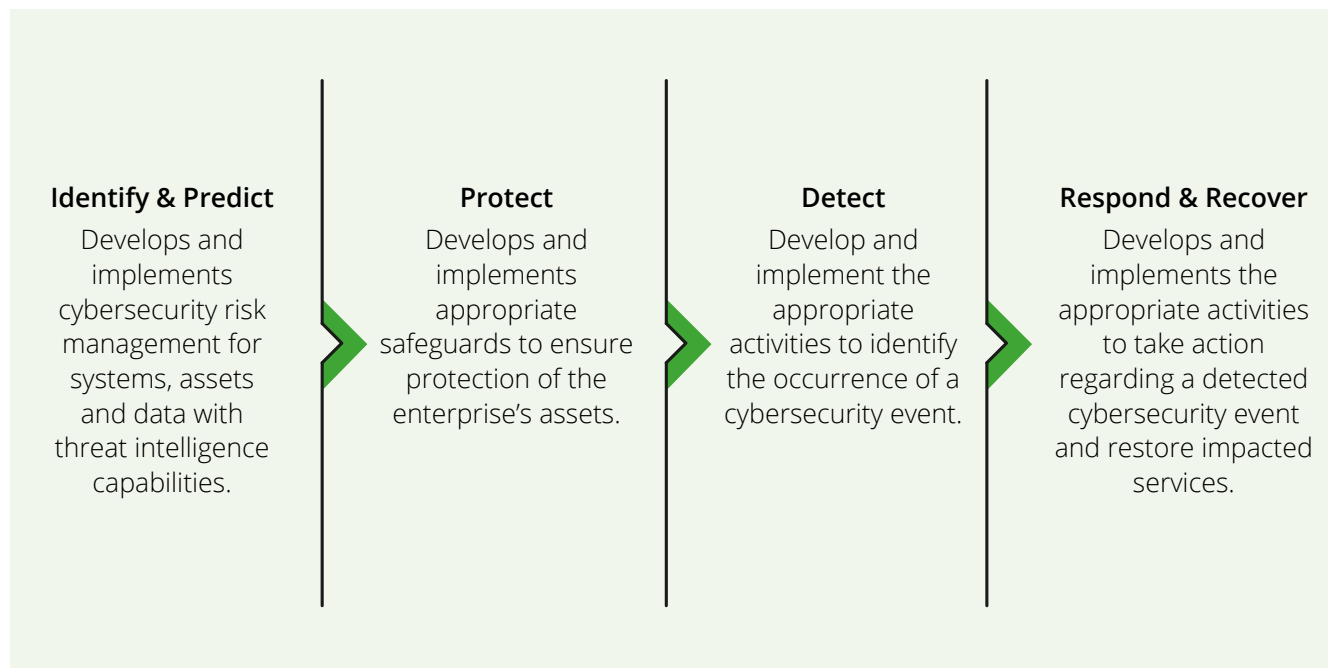 Identify & Predict
Develops and
implements
cybersecurity risk
management for
systems, assets
and data with
threat intelligence
capabilities.
Protect
Develops and
implements
appropriate
safeguards to ensure
protection of the
enterprise’s assets.
Detect
Develop and
implement the
appropriate
activities to identify
the occurrence of a
cybersecurity event.
Respond & Recover
Develops and
implements the
appropriate activities
to take action
regarding a detected
cybersecurity event
and restore impacted
services.